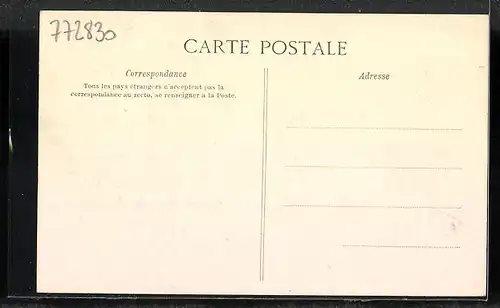 772830
CARTE POSTALE
Correspondance
Tous les pays étrangers n'acceptent pas la
correspondance au recto, se renseigner à la Poste.
Adresse